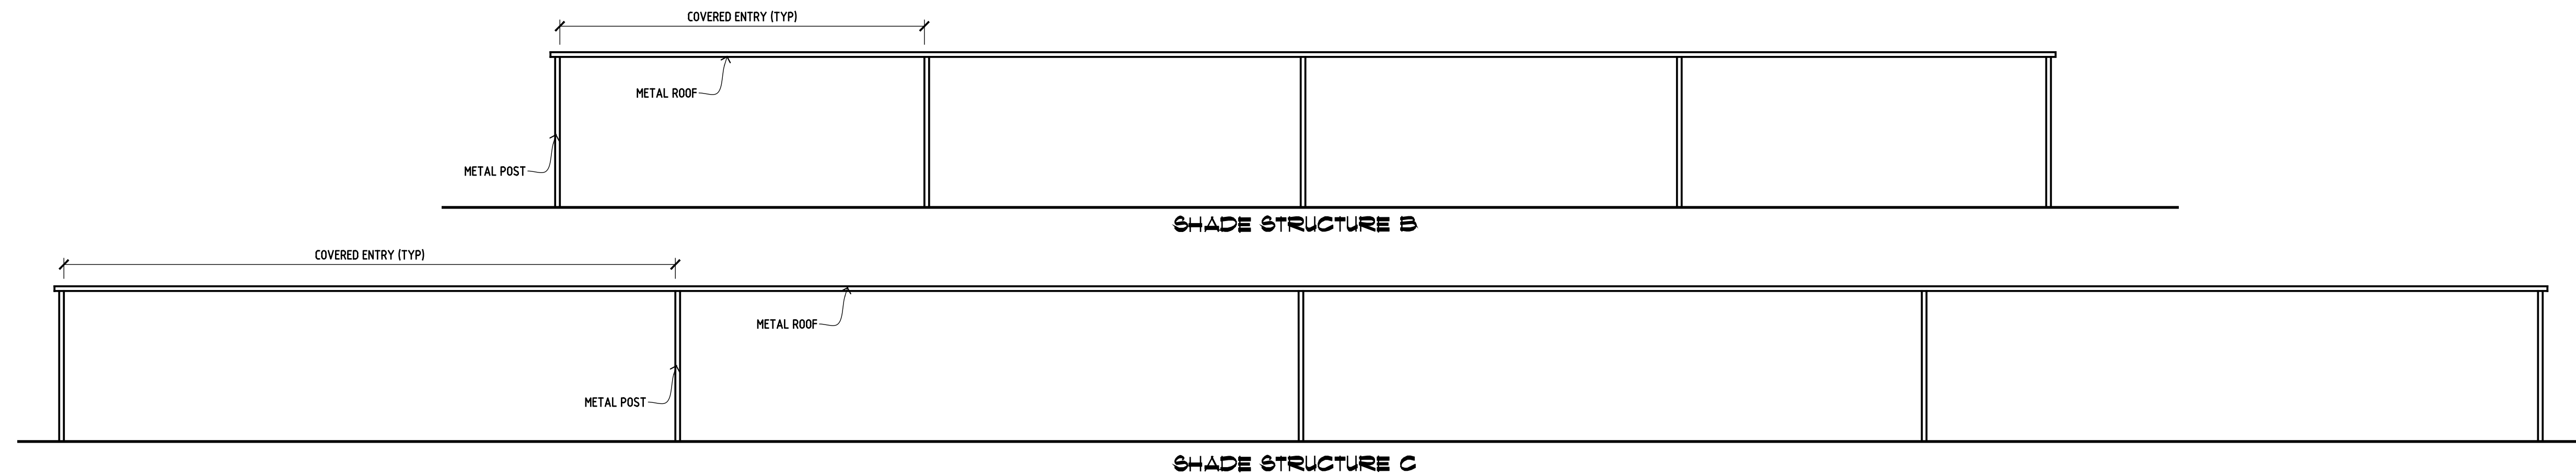 COVERED ENTRY (TYP)
METAL ROOF
METAL POST
SHADE STRUCTURE B
COVERED ENTRY (TYP)
METAL ROOF
METAL POST
SHADE STRUCTURE C